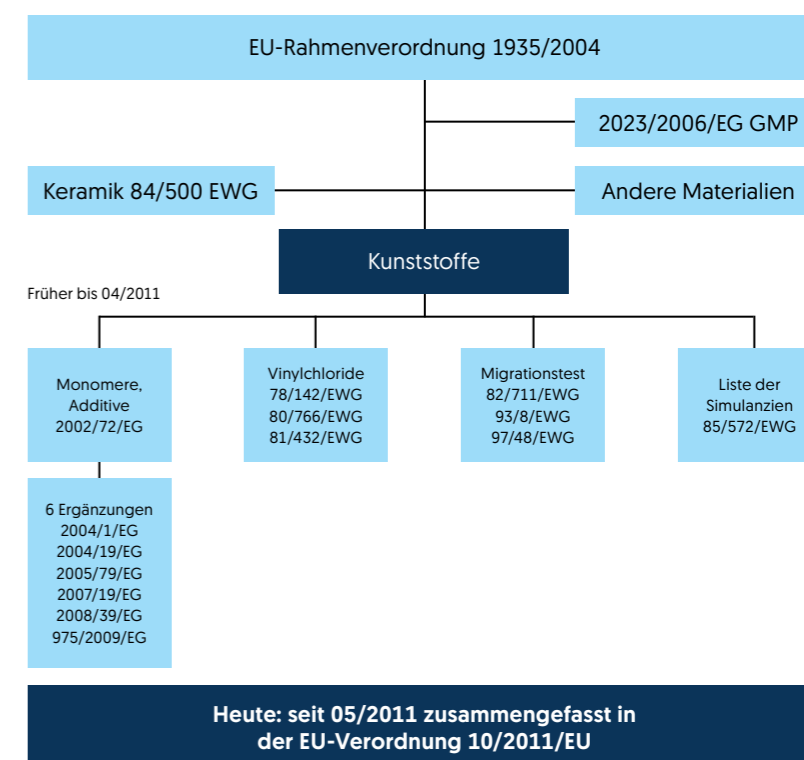 EU-Rahmenverordnung 1935/2004
2023/2006/EG GMP
Keramik 84/500 EWG
Andere Materialien
Kunststoffe
Früher bis 04/2011
Monomere,
Additive
2002/72/EG
Vinylchloride
78/142/EWG
80/766/EWG
81/432/EWG
Migrationstest
82/711/EWG
93/8/EWG
97/48/EWG
Liste der
Simulanzien
85/572/EWG
6 Ergänzungen
2004/1/EG
2004/19/EG
2005/79/EG
2007/19/EG
2008/39/EG
975/2009/EG
Heute: seit 05/2011 zusammengefasst in
der EU-Verordnung 10/2011/EU